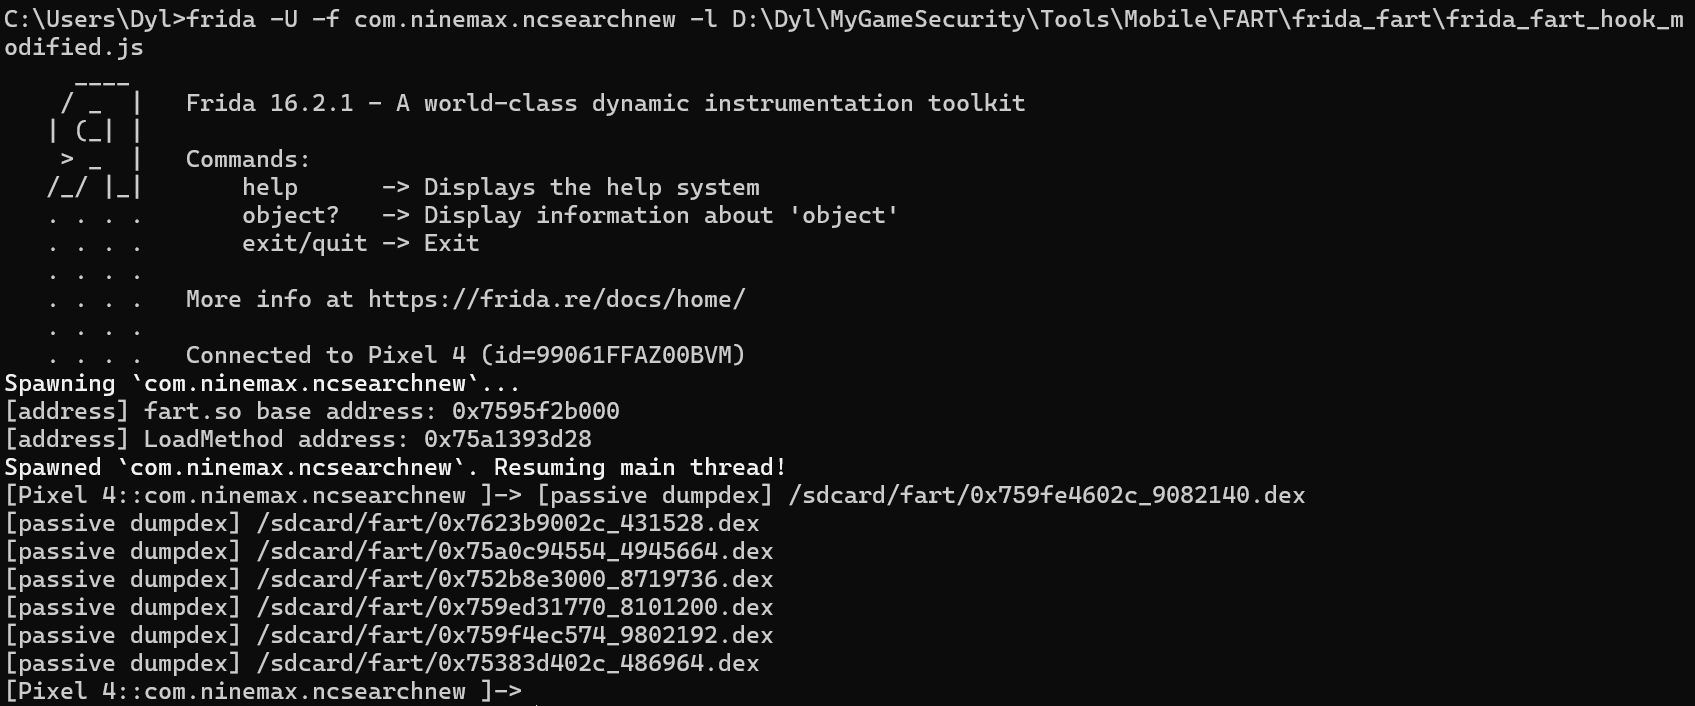 C:\Users\Dyl>frida -U -f com.ninemax.ncsearchnew -l D:\Dyl\MyGameSecurity\Tools\Mobile\FART\frida_fart\frida_fart_hook_m
odified.js
     ____
    / _  |   Frida 16.2.1 - A world-class dynamic instrumentation toolkit
   | (_| |
    > _  |   Commands:
   /_/ |_|       help      -> Displays the help system
   . . . .       object?   -> Display information about 'object'
   . . . .       exit/quit -> Exit
   . . . .
   . . . .   More info at https://frida.re/docs/home/
   . . . .
   . . . .   Connected to Pixel 4 (id=99061FFAZ00BVM)
Spawning `com.ninemax.ncsearchnew`...
[address] fart.so base address: 0x7595f2b000
[address] LoadMethod address: 0x75a1393d28
Spawned `com.ninemax.ncsearchnew`. Resuming main thread!
[Pixel 4::com.ninemax.ncsearchnew ]-> [passive dumpdex] /sdcard/fart/0x759fe4602c_9082140.dex
[passive dumpdex] /sdcard/fart/0x7623b9002c_431528.dex
[passive dumpdex] /sdcard/fart/0x75a0c94554_4945664.dex
[passive dumpdex] /sdcard/fart/0x752b8e3000_8719736.dex
[passive dumpdex] /sdcard/fart/0x759ed31770_8101200.dex
[passive dumpdex] /sdcard/fart/0x759f4ec574_9802192.dex
[passive dumpdex] /sdcard/fart/0x75383d402c_486964.dex
[Pixel 4::com.ninemax.ncsearchnew ]->